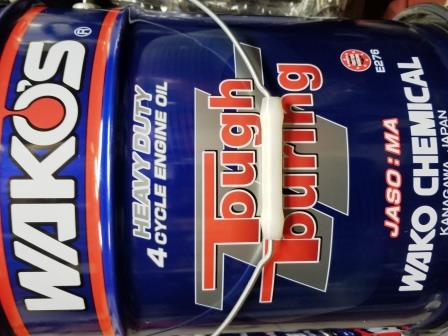 WAKO'S®
HEAVY DUTY
4 CYCLE ENGINE OIL
Tough
Touring
E276
JASO:MA
WAKO CHEMICAL
KANAGAWA, JAPAN